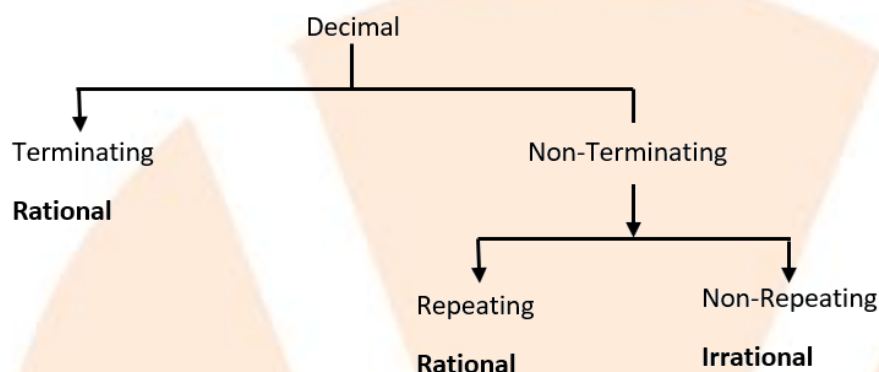 Decimal
Terminating
Non-Terminating
Rational
Repeating
Non-Repeating
Rational
Irrational